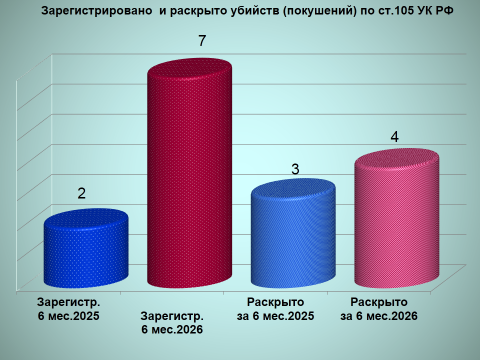 Зарегистрировано  и раскрыто убийств (покушений) по ст.105 УК РФ
7
4
3
2
Зарегистр.
6 мес.2025
Зарегистр.
6 мес.2026
Раскрыто
за 6 мес.2025
Раскрыто
за 6 мес.2026